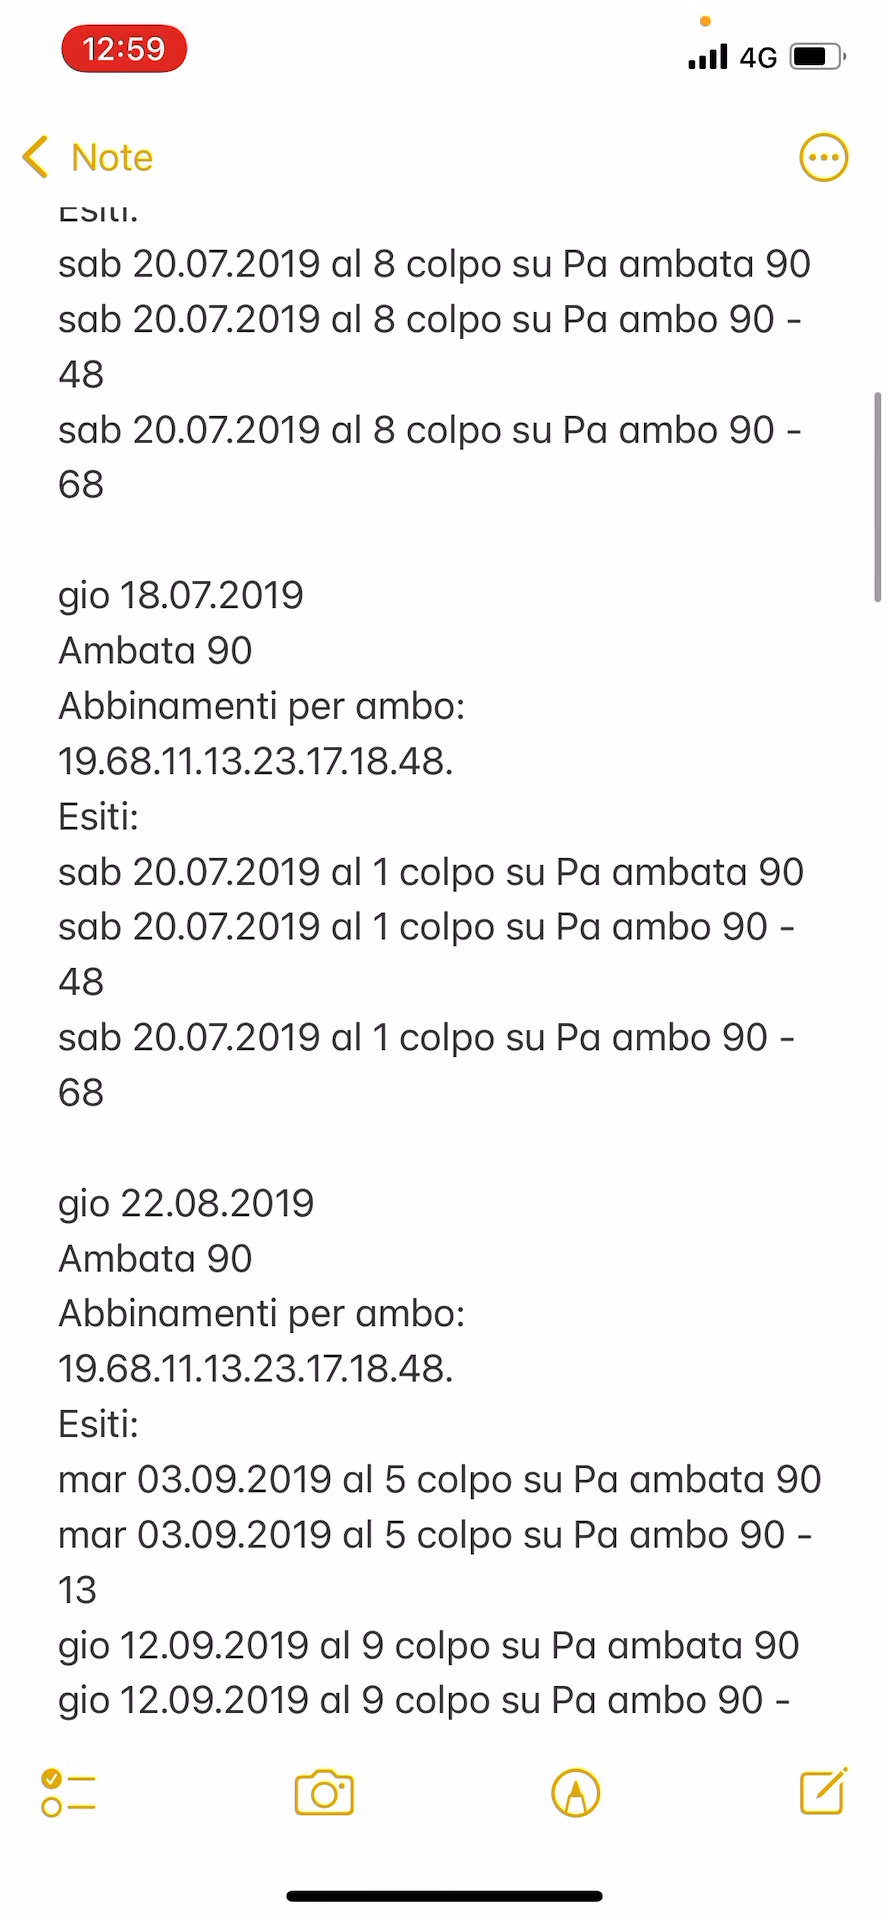 12:59
4G
Note
Esiti:
sab 20.07.2019 al 8 colpo su Pa ambata 90
sab 20.07.2019 al 8 colpo su Pa ambo 90 -
48
sab 20.07.2019 al 8 colpo su Pa ambo 90 -
68
gio 18.07.2019
Ambata 90
Abbinamenti per ambo:
19.68.11.13.23.17.18.48.
Esiti:
sab 20.07.2019 al 1 colpo su Pa ambata 90
sab 20.07.2019 al 1 colpo su Pa ambo 90 -
48
sab 20.07.2019 al 1 colpo su Pa ambo 90 -
68
gio 22.08.2019
Ambata 90
Abbinamenti per ambo:
19.68.11.13.23.17.18.48.
Esiti:
mar 03.09.2019 al 5 colpo su Pa ambata 90
mar 03.09.2019 al 5 colpo su Pa ambo 90 -
13
gio 12.09.2019 al 9 colpo su Pa ambata 90
gio 12.09.2019 al 9 colpo su Pa ambo 90 -